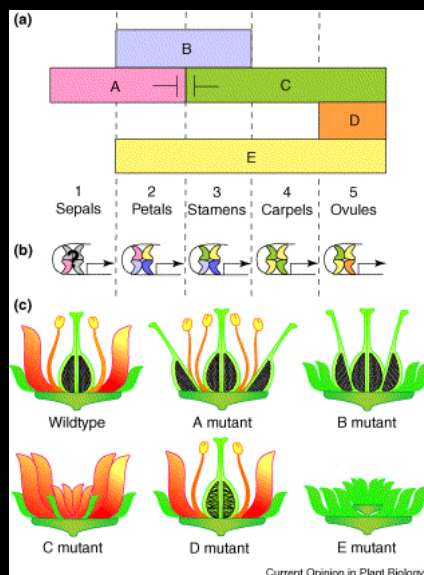 (a)
B
A
C
D
E
1 2 3 4 5
Sepals Petals Stamens Carpels Ovules
(b)
?
(c)
Wildtype A mutant B mutant
C mutant D mutant E mutant
Current Opinion in Plant Biology